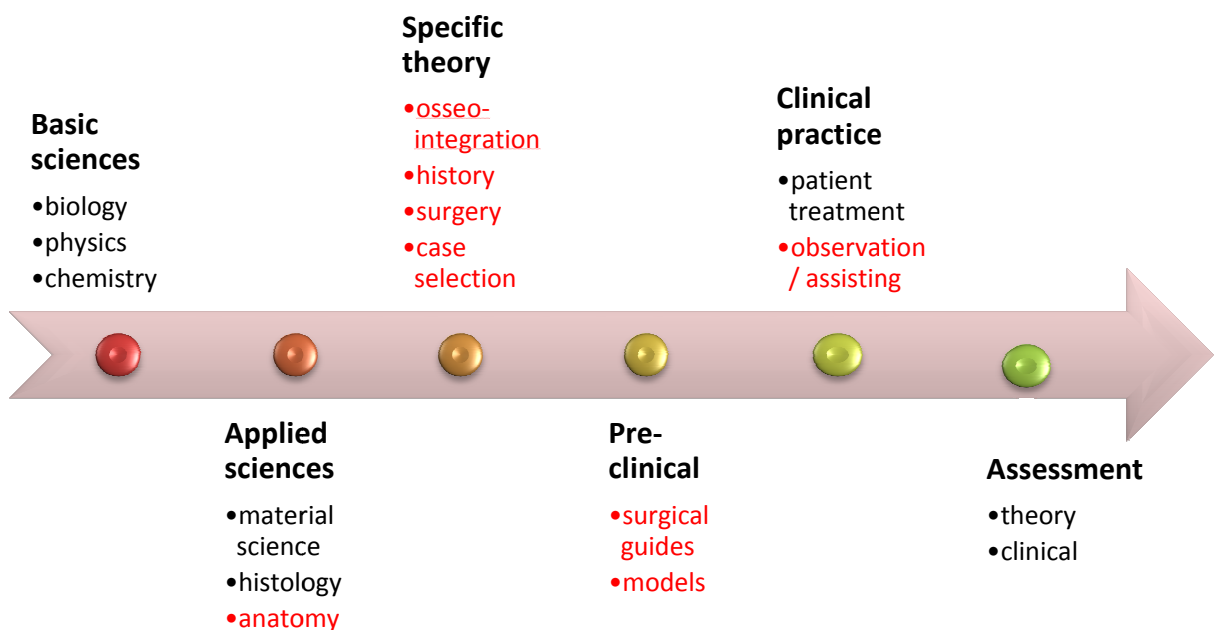 Basic
sciences
•biology
•physics
•chemistry
Applied
sciences
•material
science
•histology
•anatomy
Specific
theory
•osseo-
integration
•history
•surgery
•case
selection
Pre-
clinical
•surgical
guides
•models
Clinical
practice
•patient
treatment
•observation
/ assisting
Assessment
•theory
•clinical